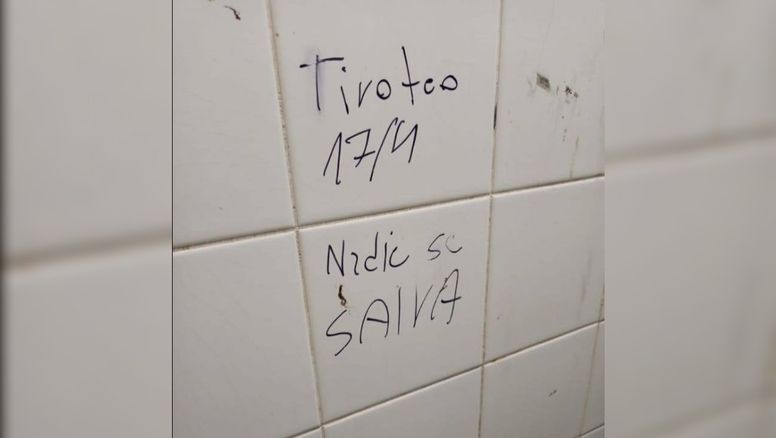 Tiroteo
17/4
Nadie se
SALVA